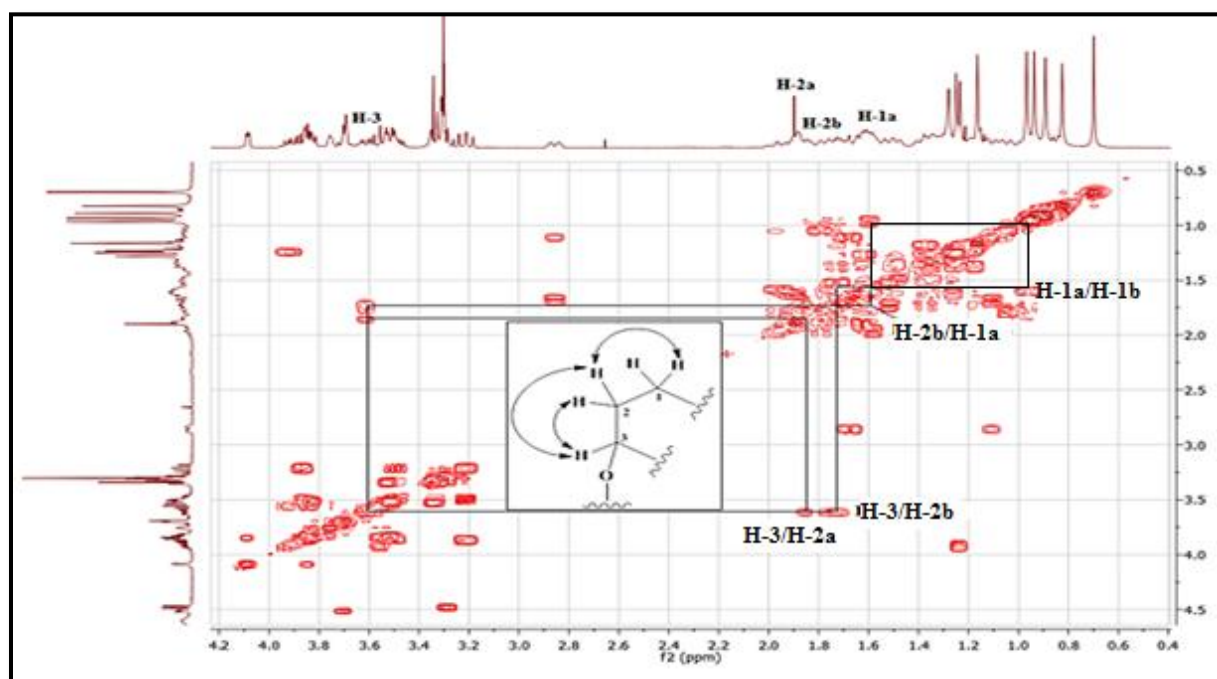 H-3
H-2a
H-2b
H-1a
0.5
1.0
1.5
2.0
2.5
3.0
3.5
4.0
4.5
H-1a/H-1b
H-2b/H-1a
H-3/H-2b
H-3/H-2a
H
H H
H
H
1
2
3
O
4.2 4.0 3.8 3.6 3.4 3.2 3.0 2.8 2.6 2.4 2.2 2.0 1.8 1.6 1.4 1.2 1.0 0.8 0.6 0.4
f2 (ppm)